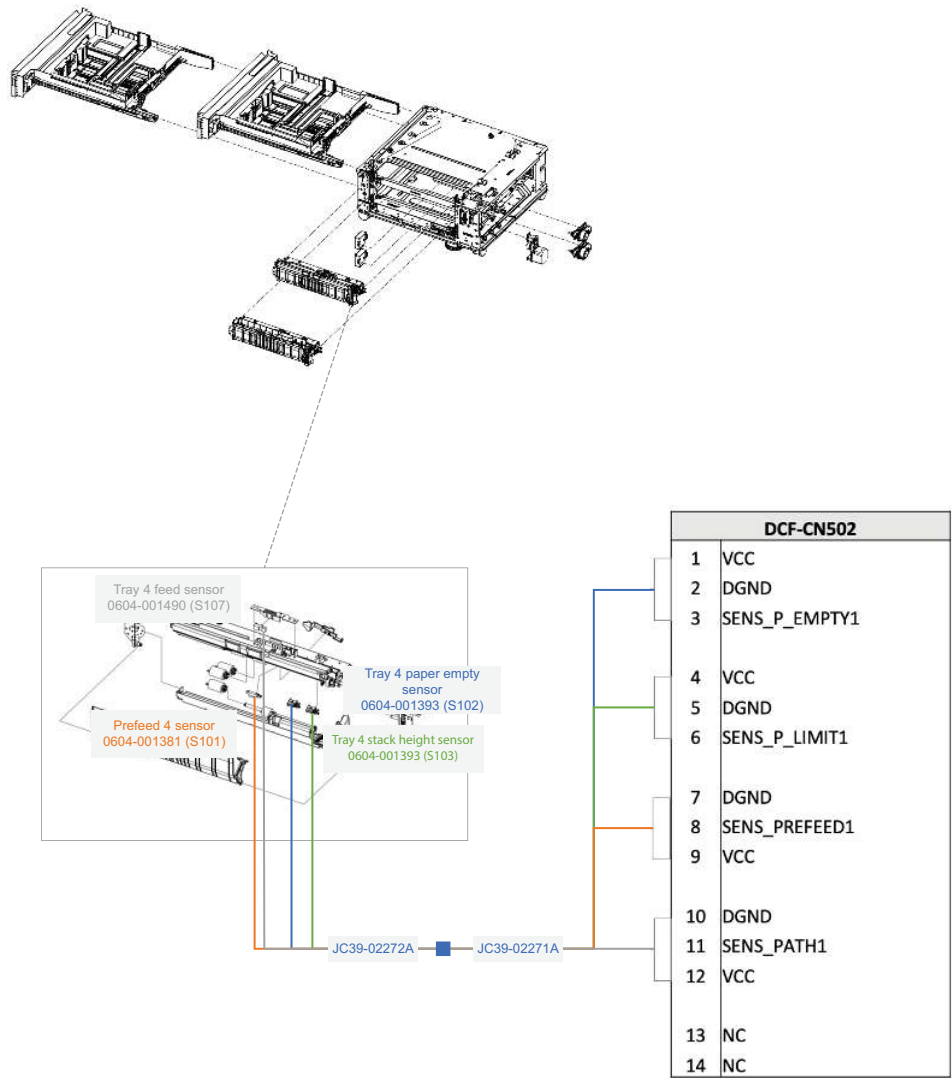 DCF-CN502
1 VCC
2 DGND
3 SENS_P_EMPTY1
4 VCC
5 DGND
6 SENS_P_LIMIT1
7 DGND
8 SENS_PREFEED1
9 VCC
10 DGND
11 SENS_PATH1
12 VCC
13 NC
14 NC
Tray 4 feed sensor
0604-001490 (S107)
Tray 4 paper empty
sensor
0604-001393 (S102)
Prefeed 4 sensor
0604-001381 (S101)
Tray 4 stack height sensor
0604-001393 (S103)
JC39-02272A
JC39-02271A